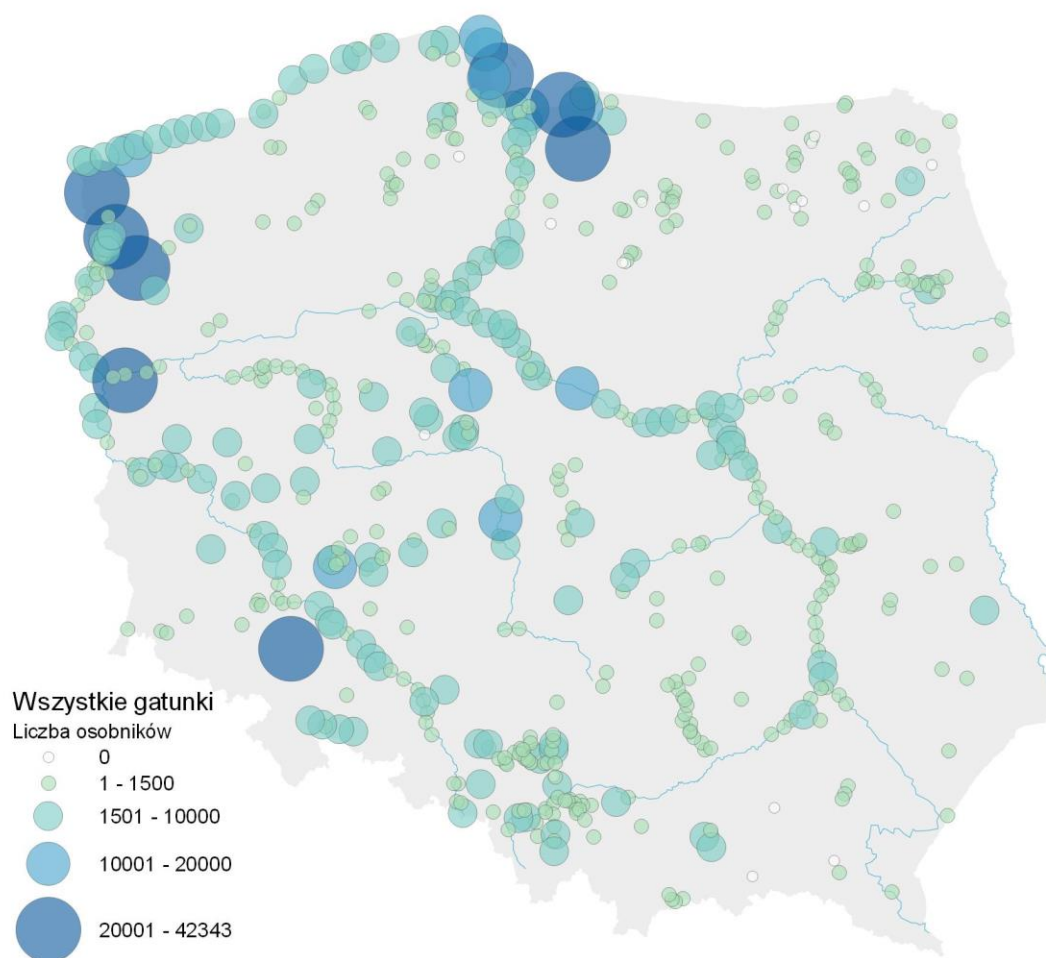 Wszystkie gatunki
Liczba osobników
0
1 - 1500
1501 - 10000
10001 - 20000
20001 - 42343